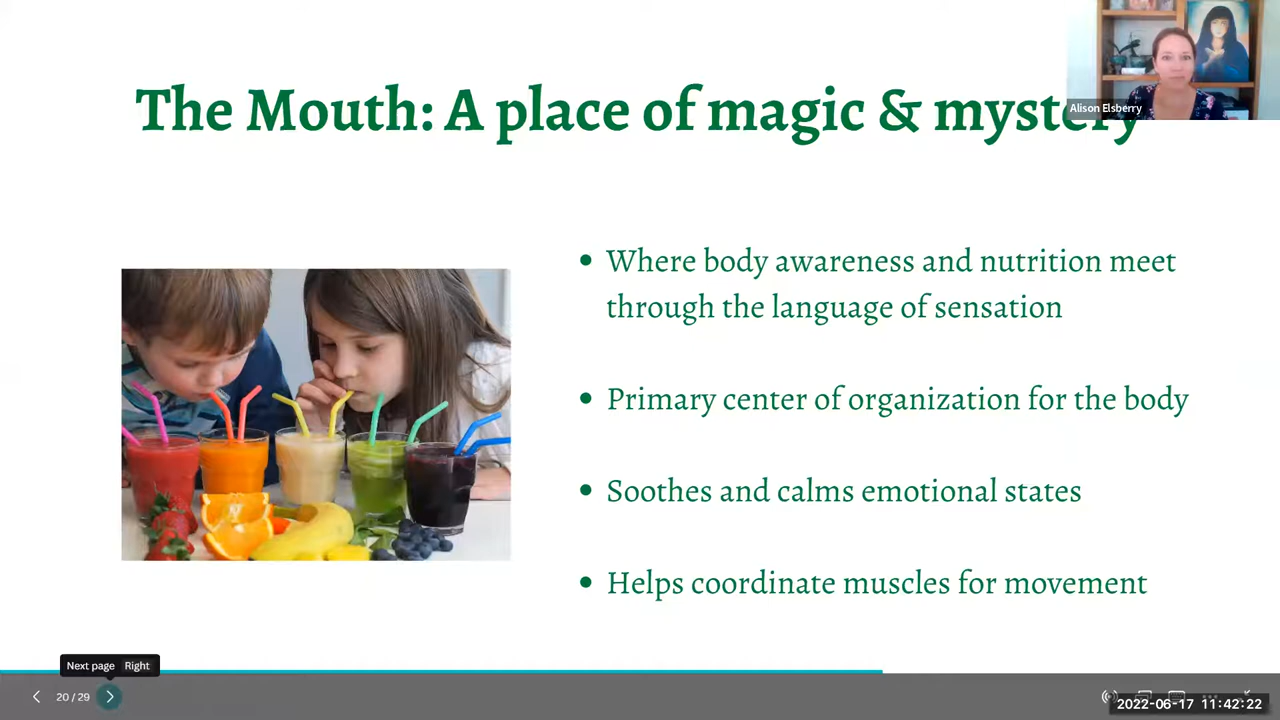 The Mouth: A place of magic & mystery
Alison Elsberry
• Where body awareness and nutrition meet
through the language of sensation
• Primary center of organization for the body
• Soothes and calms emotional states
• Helps coordinate muscles for movement
Next page Right
20 / 29
2022-06-17 11:42:22